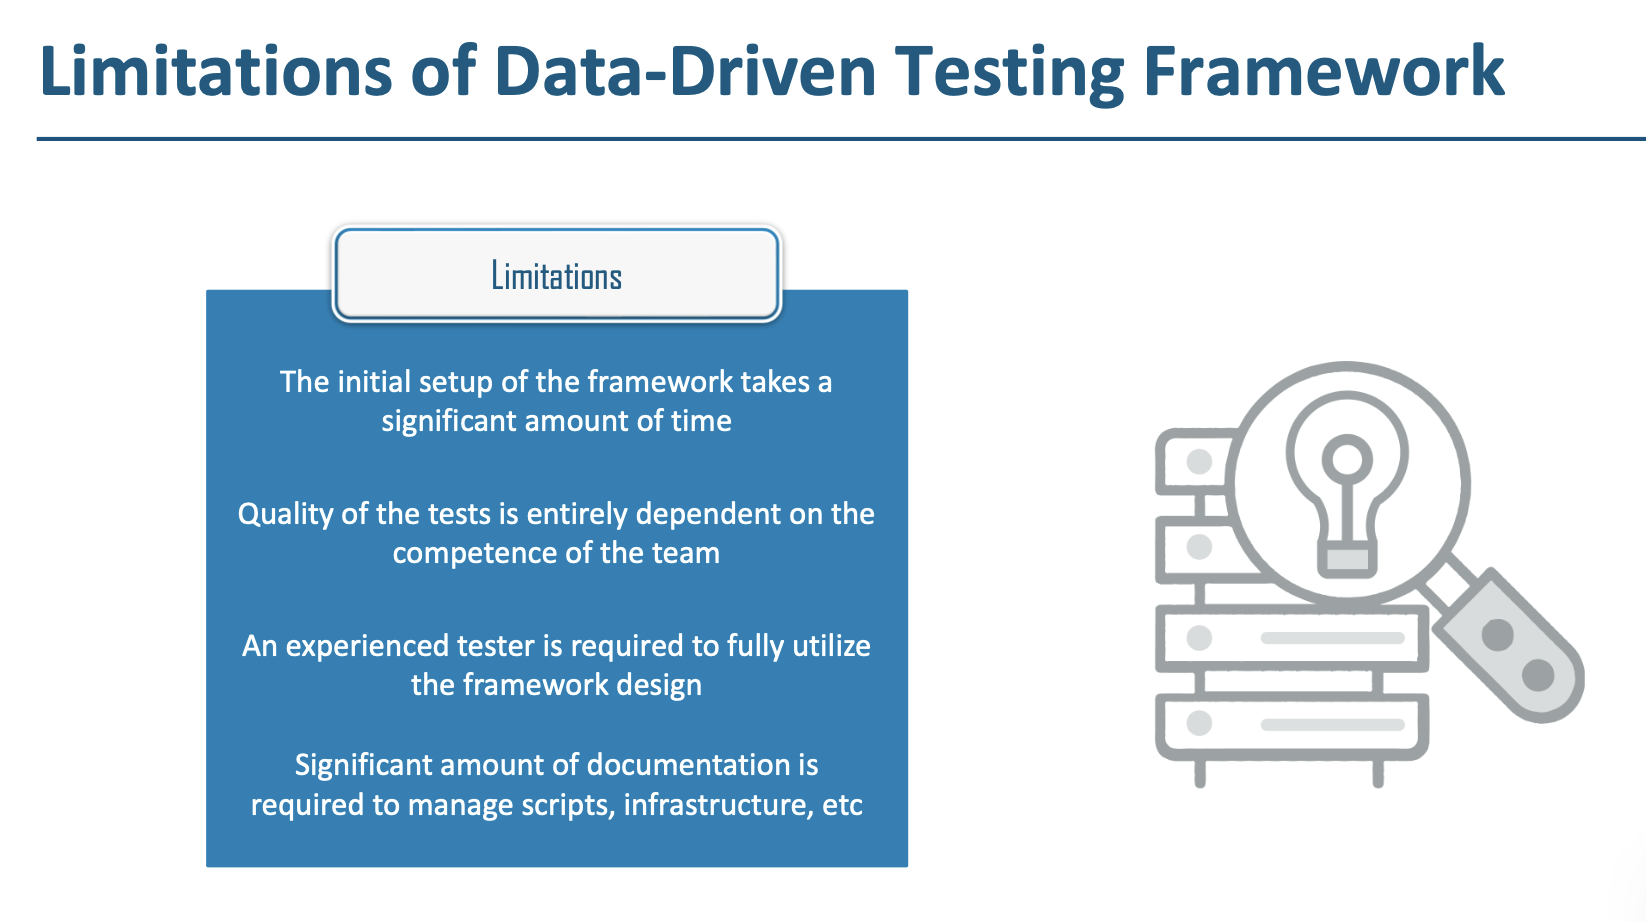 Limitations of Data-Driven Testing Framework
Limitations
The initial setup of the framework takes a
significant amount of time
Quality of the tests is entirely dependent on the
competence of the team
An experienced tester is required to fully utilize
the framework design
Significant amount of documentation is
required to manage scripts, infrastructure, etc